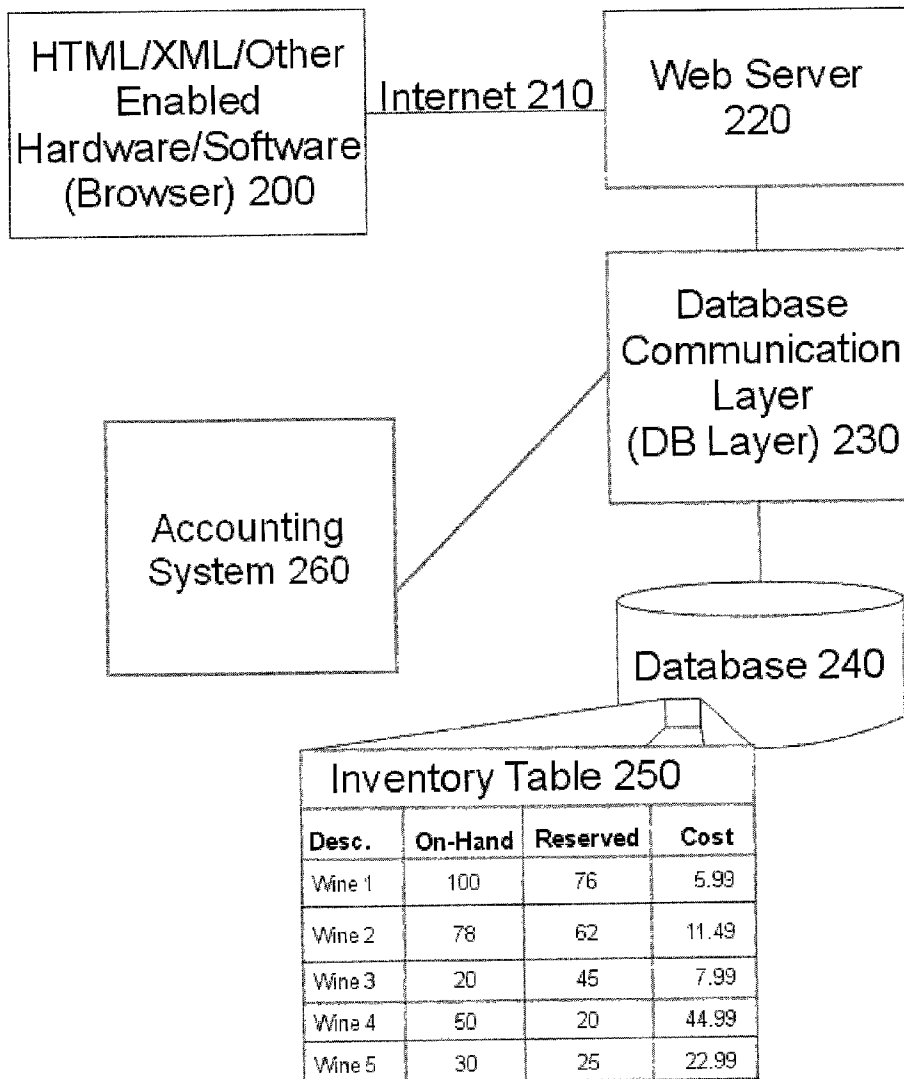 HTML/XML/Other
Enabled
Hardware/Software
(Browser) 200
Internet 210
Web Server
220
Database
Communication
Layer
(DB Layer) 230
Accounting
System 260
Database 240
Inventory Table 250
Desc. On-Hand Reserved Cost
Wine 1 100 76 5.99
Wine 2 78 62 11.49
Wine 3 20 45 7.99
Wine 4 50 20 44.99
Wine 5 30 25 22.99